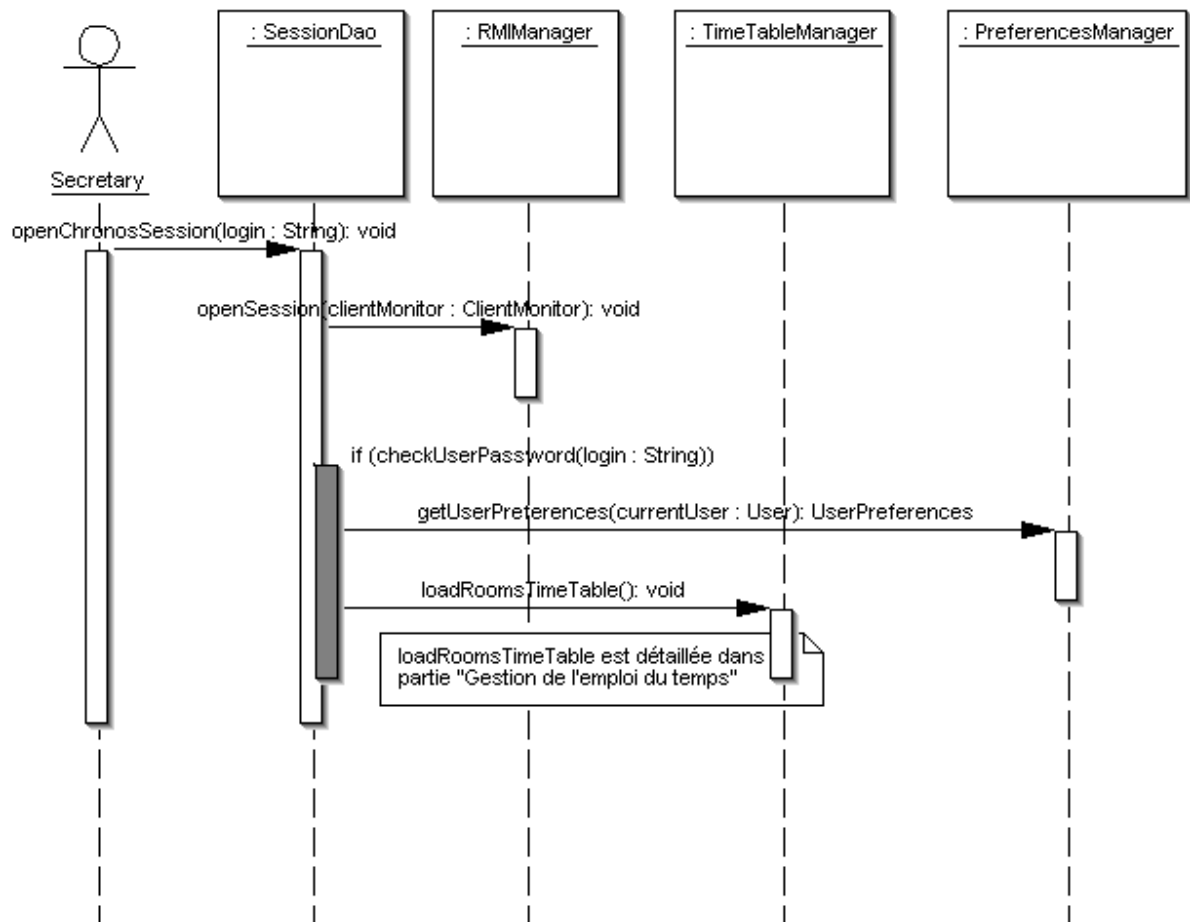 : SessionDao
: RMIManager
: TimeTableManager
: PreferencesManager
Secretary
openChronosSession(login : String): void
openSession(clientMonitor : ClientMonitor): void
if (checkUserPassword(login : String))
getUserPreferences(currentUser : User): UserPreferences
loadRoomsTimeTable(): void
loadRoomsTimeTable est détaillée dans
partie "Gestion de l'emploi du temps"